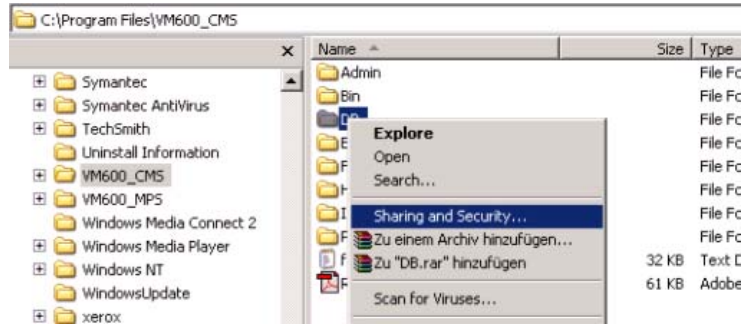 C:\Program Files\VM600_CMS
Name Size Type
Symantec
Symantec AntiVirus
TechSmith
Uninstall Information
VM600_CMS
VM600_MPS
Windows Media Connect 2
Windows Media Player
Windows NT
WindowsUpdate
xerox
Admin File Fo
Bin File Fo
DB File Fo
E File Fo
F File Fo
H File Fo
I File Fo
P File Fo
f 32 KB Text D
R 61 KB Adobe
Explore
Open
Search...
Sharing and Security...
Zu einem Archiv hinzufügen...
Zu "DB.rar" hinzufügen
Scan for Viruses...